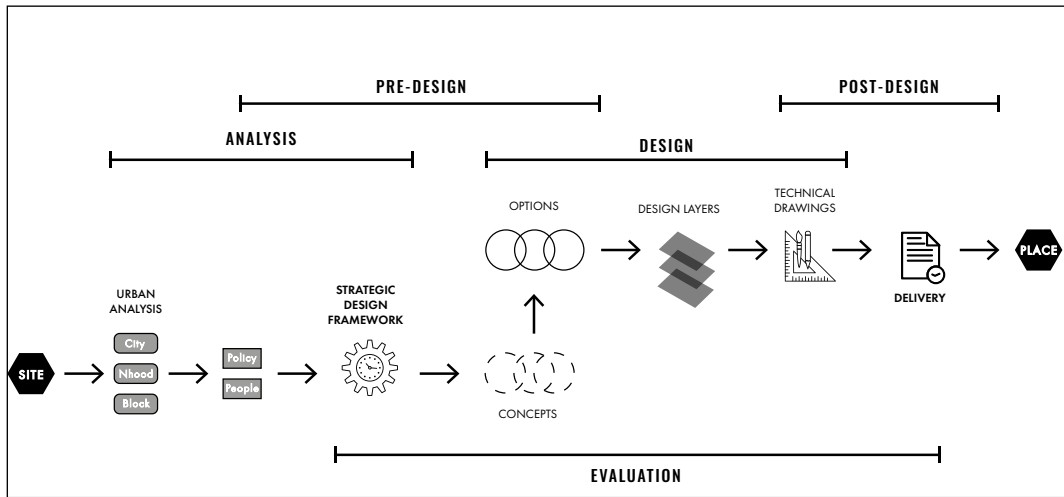 PRE-DESIGN
POST-DESIGN
ANALYSIS
DESIGN
OPTIONS
DESIGN LAYERS
TECHNICAL
DRAWINGS
PLACE
DELIVERY
URBAN
ANALYSIS
STRATEGIC
DESIGN
FRAMEWORK
City
Policy
SITE
Nhood
People
Block
CONCEPTS
EVALUATION